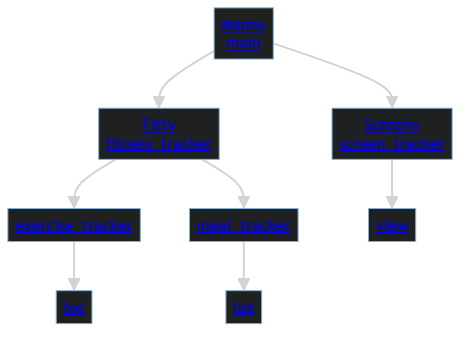 Manny
main
Fitty
fitness_tracker
Screeny
screen_tracker
exercise_tracker
meal_tracker
view
log
log